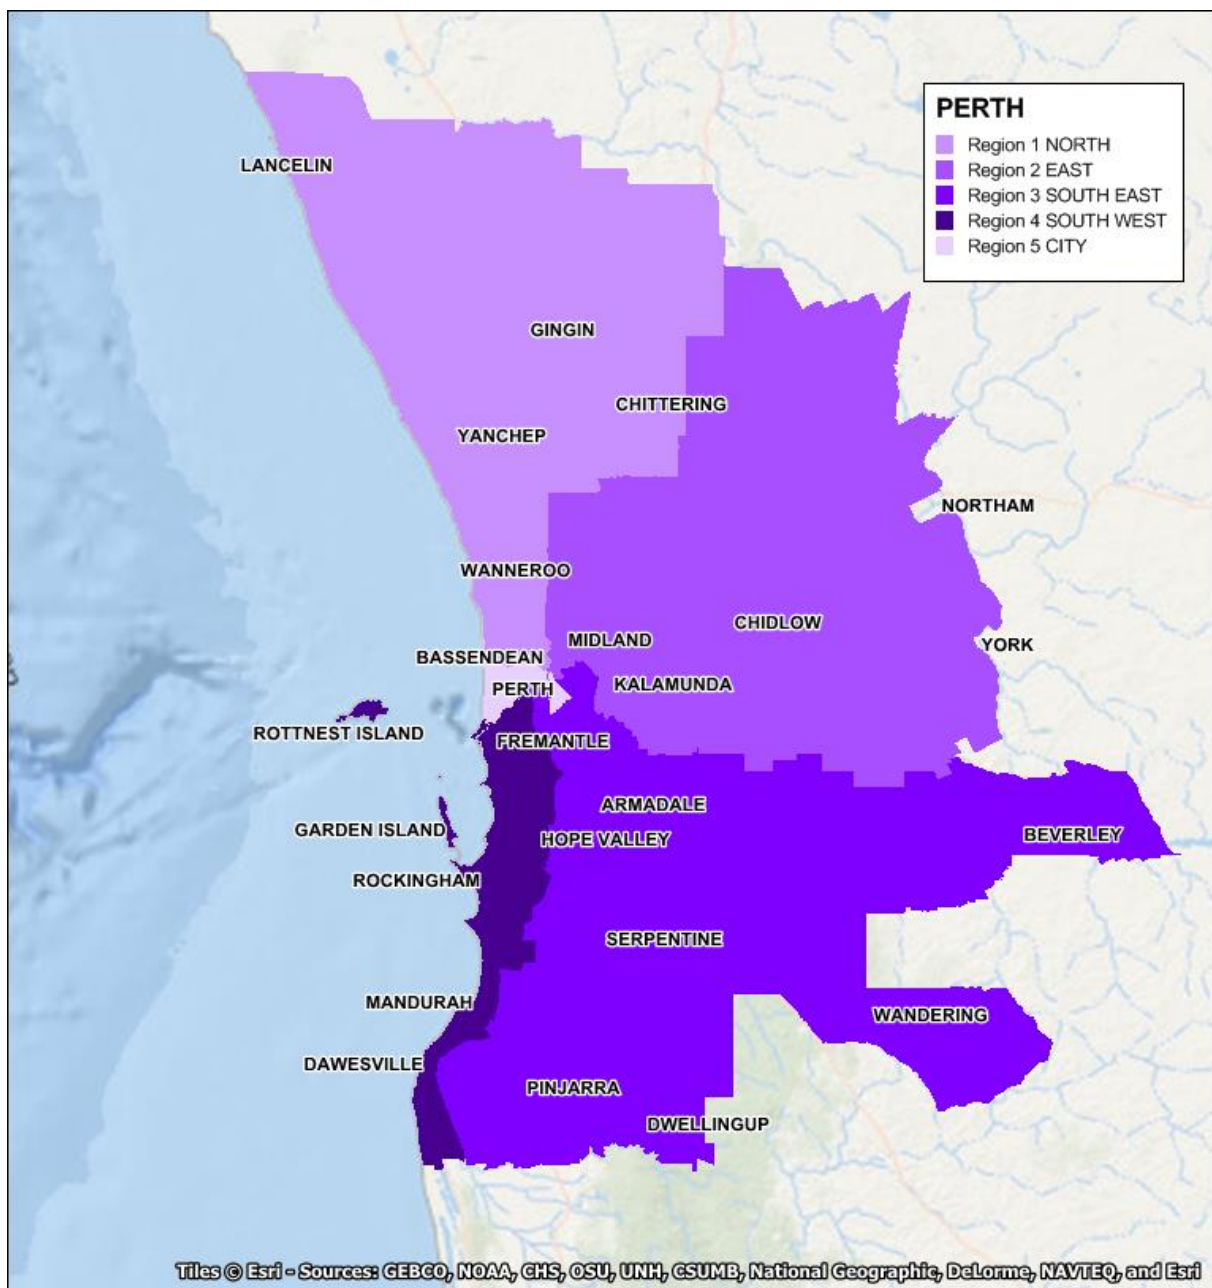 PERTH
Region 1 NORTH
Region 2 EAST
Region 3 SOUTH EAST
Region 4 SOUTH WEST
Region 5 CITY
LANCELIN
GINGIN
CHITTERING
YANCHEP
NORTHAM
WANNEROO
CHIDLOW
MIDLAND
YORK
BASSENDEAN
KALAMUNDA
PERTH
ROTTNEST ISLAND
FREMANTLE
ARMADALE
GARDEN ISLAND
BEVERLEY
HOPE VALLEY
ROCKINGHAM
SERPENTINE
MANDURAH
WANDERING
DAWESVILLE
PINJARRA
DWELLINGUP
Tiles © Esri - Sources: GEBCO, NOAA, CHS, OSU, UNH, CSUMB, National Geographic, DeLorme, NAVTEQ, and Esri